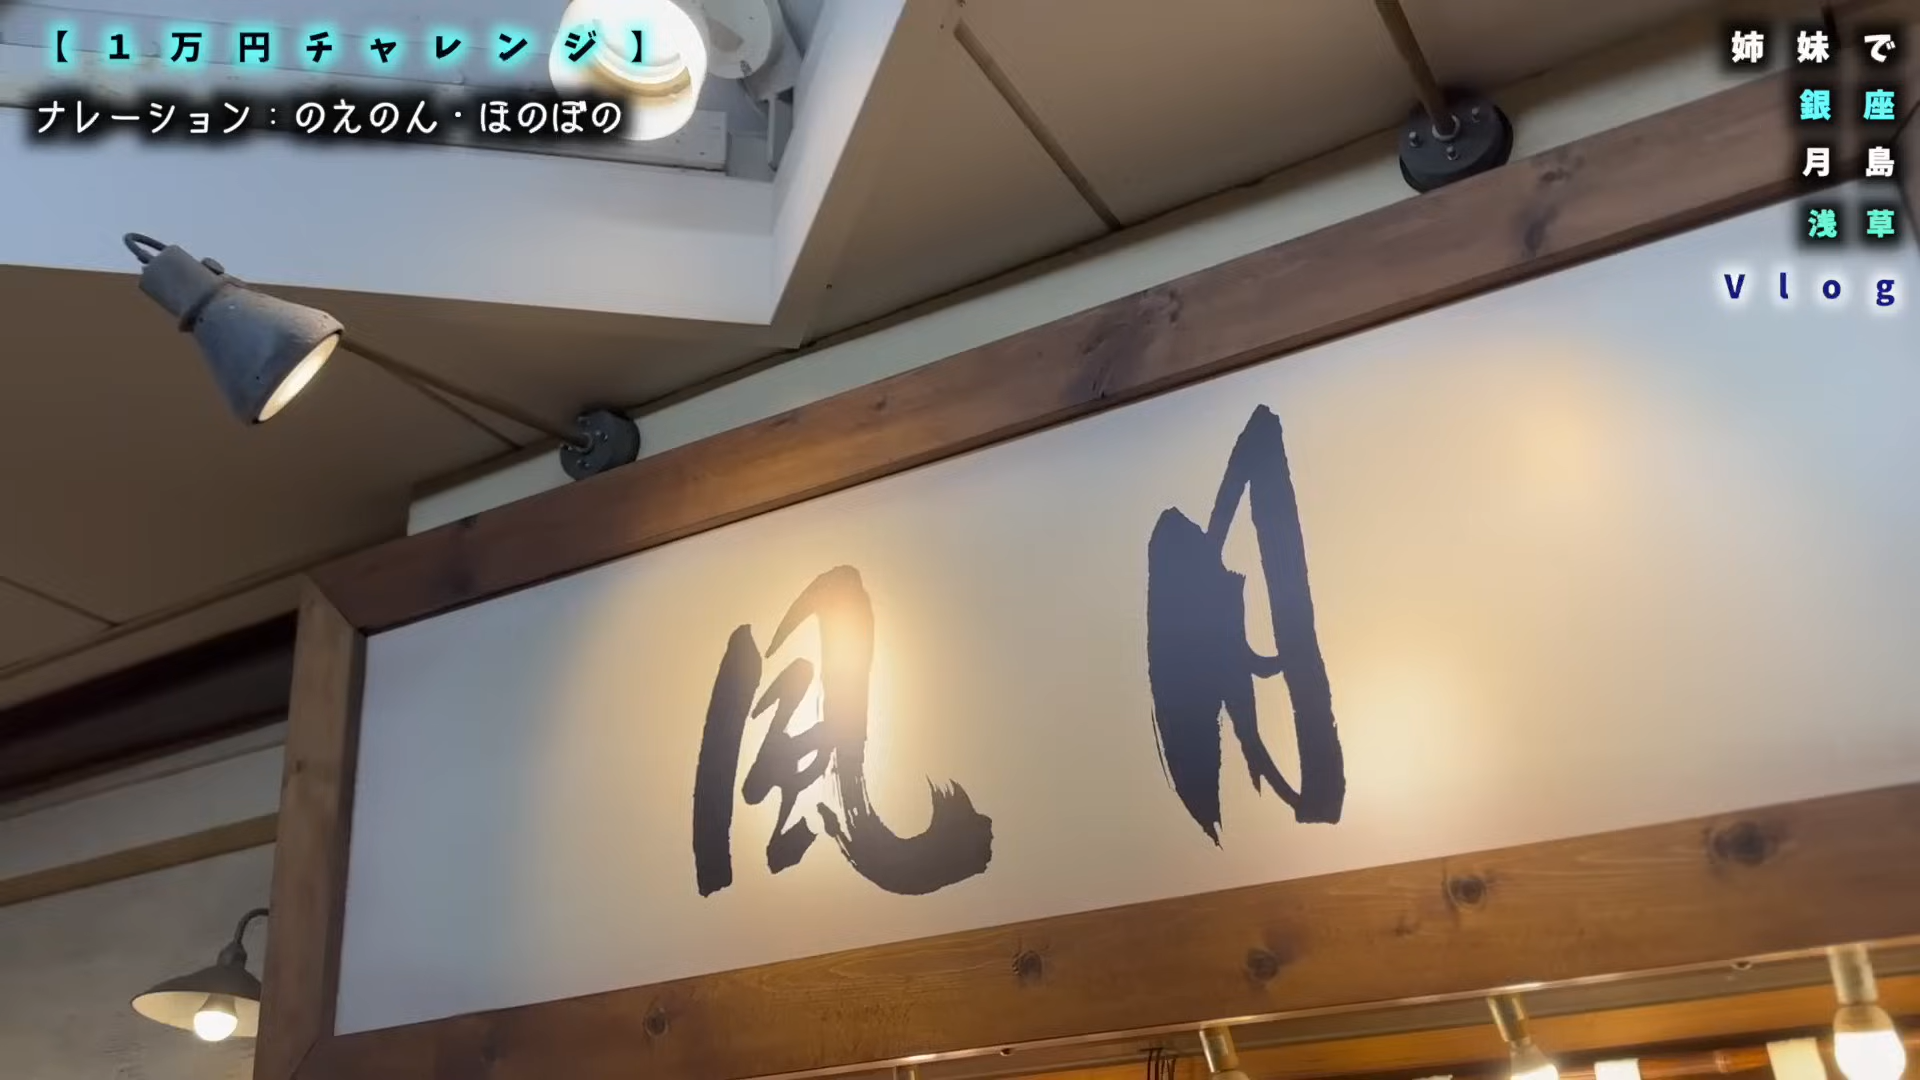 【1万円チャレンジ】
ナレーション：のえのん・ほのぼの
姉妹で
銀座
月島
浅草
Vlog
風月